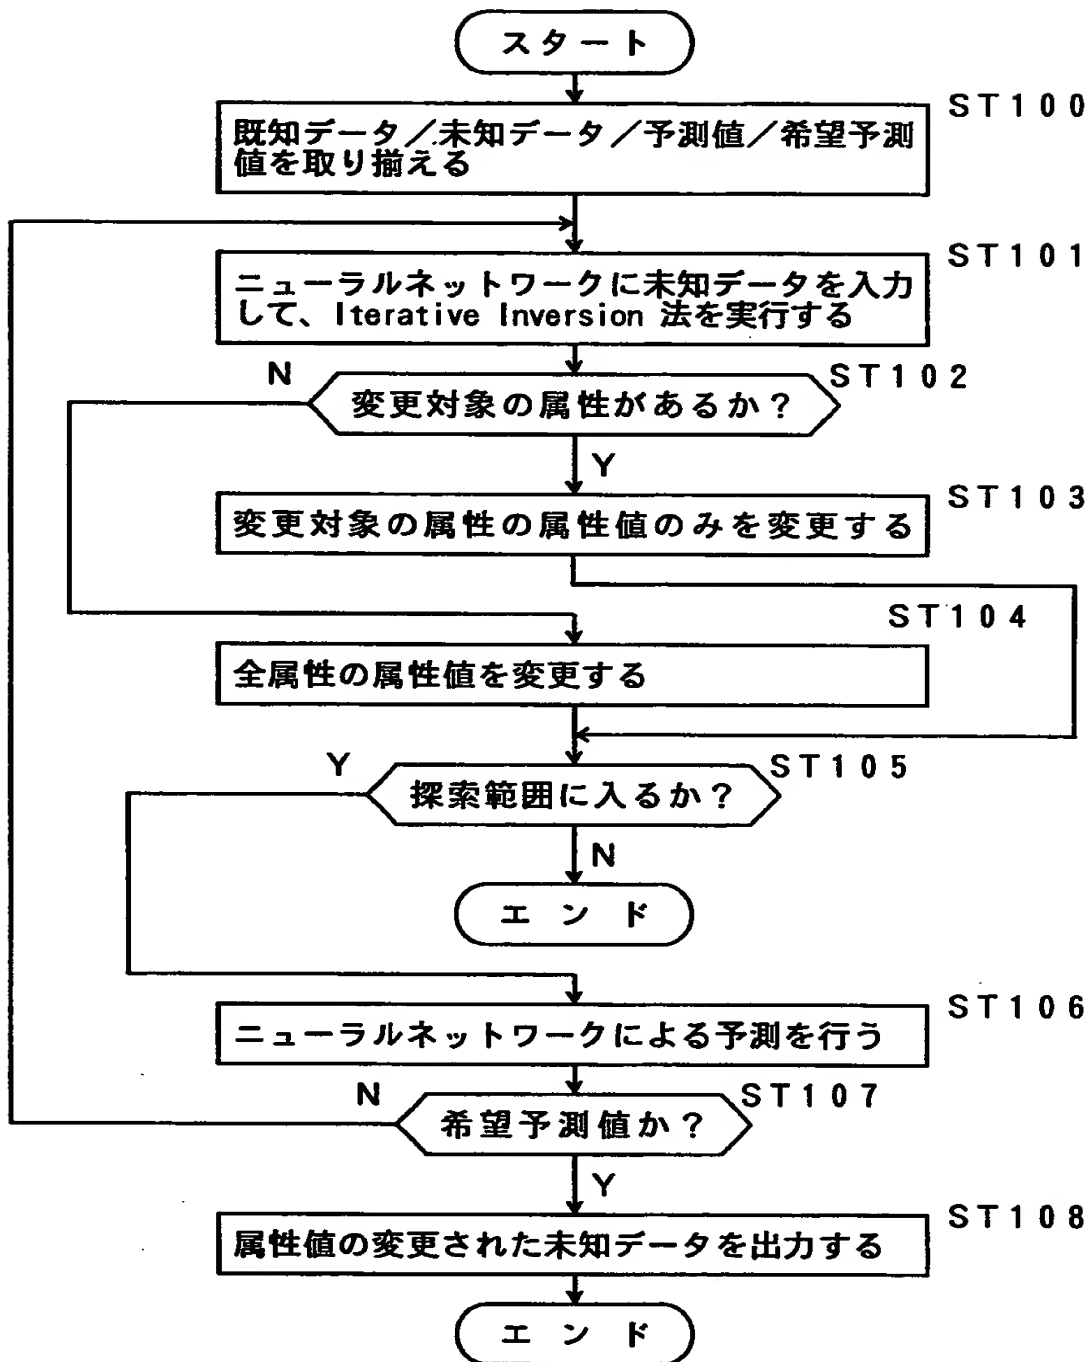 スタート
ST100
既知データ／未知データ／予測値／希望予測
値を取り揃える
ST101
ニューラルネットワークに未知データを入力
して、Iterative Inversion 法を実行する
N
ST102
変更対象の属性があるか？
Y
ST103
変更対象の属性の属性値のみを変更する
ST104
全属性の属性値を変更する
Y
ST105
探索範囲に入るか？
N
エンド
ST106
ニューラルネットワークによる予測を行う
N
ST107
希望予測値か？
Y
ST108
属性値の変更された未知データを出力する
エンド